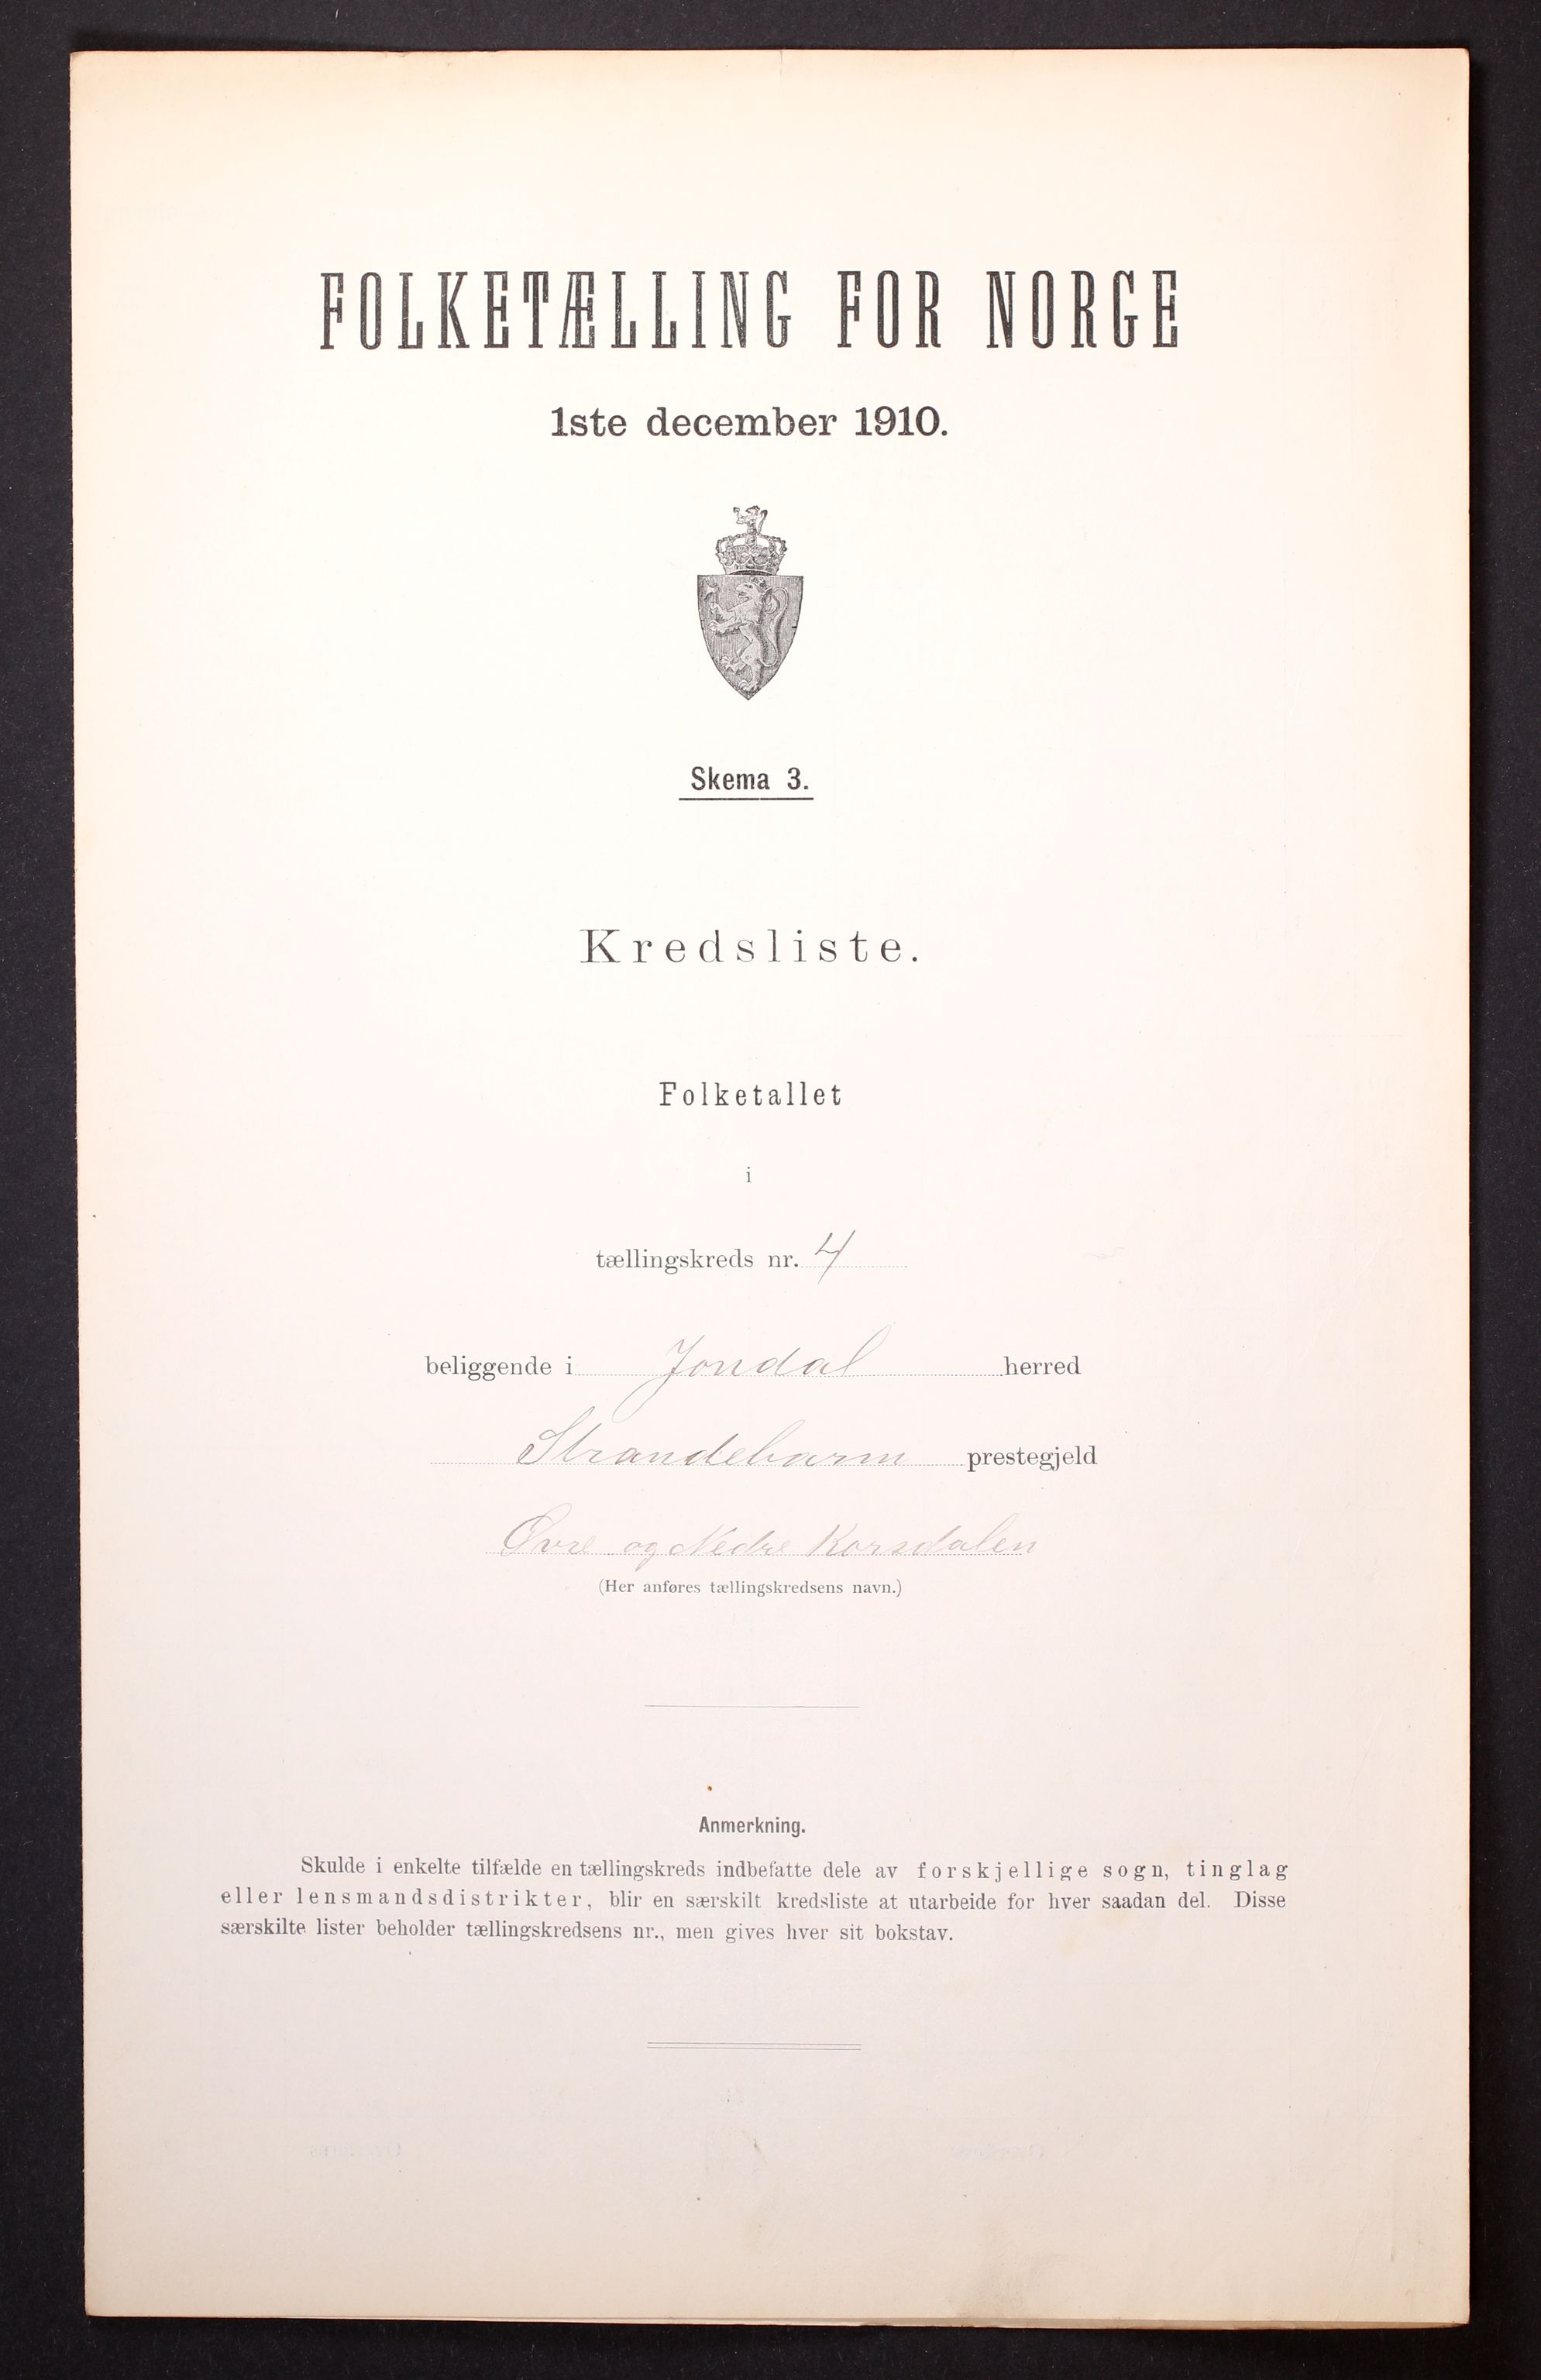 FOLKETÆLLING FOR NORGE
1ste december 1910.
Skema 3.
Kredsliste.
Folketallet
i
tællingskreds nr. 4
beliggende i Jondal herred
Strandebarm prestegjeld
Øvre og Nedre Korsdalen
(Her anføres tællingskredsens navn.)
Anmerkning.
Skulde i enkelte tilfælde en tællingskreds indbefatte dele av forskjellige sogn, tinglag
eller lensmandsdistrikter, blir en særskilt kredsliste at utarbeide for hver saadan del. Disse
særskilte lister beholder tællingskredsens nr., men gives hver sit bokstav.